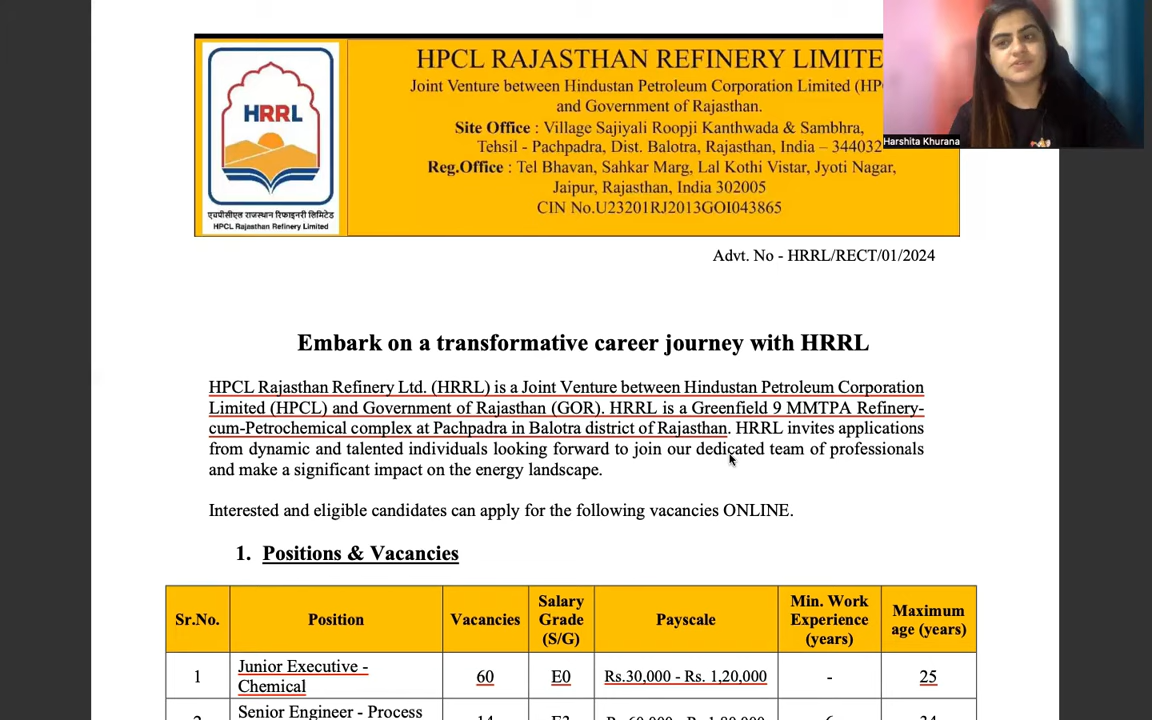 HRRL
एचपीसीएल राजस्थान रिफाइनरी लिमिटेड
HPCL Rajasthan Refinery Limited
HPCL RAJASTHAN REFINERY LIMITE
Joint Venture between Hindustan Petroleum Corporation Limited (HP
and Government of Rajasthan.
Site Office : Village Sajiyali Roopji Kanthwada & Sambhra,
Tehsil - Pachpadra, Dist. Balotra, Rajasthan, India – 344032
Reg.Office : Tel Bhavan, Sahkar Marg, Lal Kothi Vistar, Jyoti Nagar,
Jaipur, Rajasthan, India 302005
CIN No.U23201RJ2013GOI043865
Harshita Khurana
Advt. No - HRRL/RECT/01/2024
Embark on a transformative career journey with HRRL
HPCL Rajasthan Refinery Ltd. (HRRL) is a Joint Venture between Hindustan Petroleum Corporation
Limited (HPCL) and Government of Rajasthan (GOR). HRRL is a Greenfield 9 MMTPA Refinery-
cum-Petrochemical complex at Pachpadra in Balotra district of Rajasthan. HRRL invites applications
from dynamic and talented individuals looking forward to join our dedicated team of professionals
and make a significant impact on the energy landscape.
Interested and eligible candidates can apply for the following vacancies ONLINE.
1. Positions & Vacancies
Sr.No. Position Vacancies Salary Grade (S/G) Payscale Min. Work Experience (years) Maximum age (years)
1 Junior Executive - Chemical 60 E0 Rs.30,000 - Rs. 1,20,000 - 25
Senior Engineer - Process